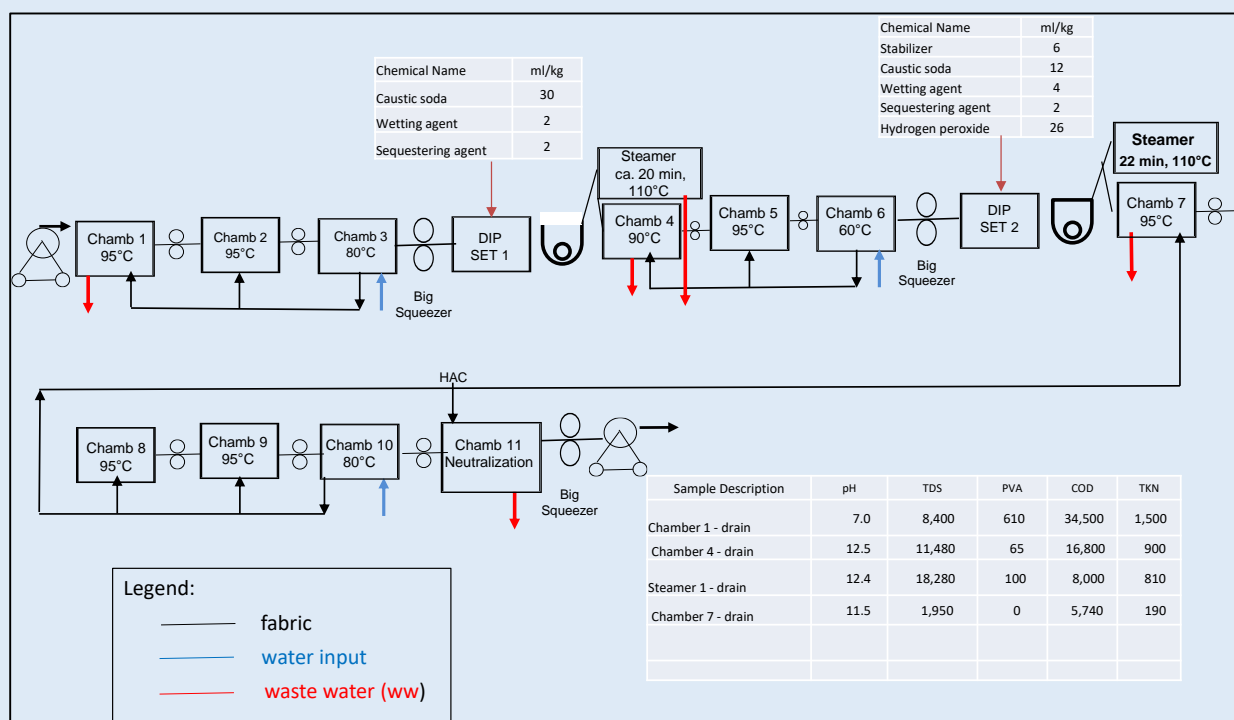 Chemical Name ml/kg
Stabilizer 6
Caustic soda 12
Wetting agent 4
Sequestering agent 2
Hydrogen peroxide 26
Chemical Name ml/kg
Caustic soda 30
Wetting agent 2
Sequestering agent 2
Steamer
22 min, 110°C
Steamer
ca. 20 min,
110°C
Chamb 1
95°C
Chamb 2
95°C
Chamb 3
80°C
Big
Squeezer
DIP
SET 1
Chamb 4
90°C
Chamb 5
95°C
Chamb 6
60°C
Big
Squeezer
DIP
SET 2
Chamb 7
95°C
HAC
Chamb 8
95°C
Chamb 9
95°C
Chamb 10
80°C
Chamb 11
Neutralization
Big
Squeezer
Sample Description pH TDS PVA COD TKN
Chamber 1 - drain 7.0 8,400 610 34,500 1,500
Chamber 4 - drain 12.5 11,480 65 16,800 900
Steamer 1 - drain 12.4 18,280 100 8,000 810
Chamber 7 - drain 11.5 1,950 0 5,740 190
Legend:
fabric
water input
waste water (ww)